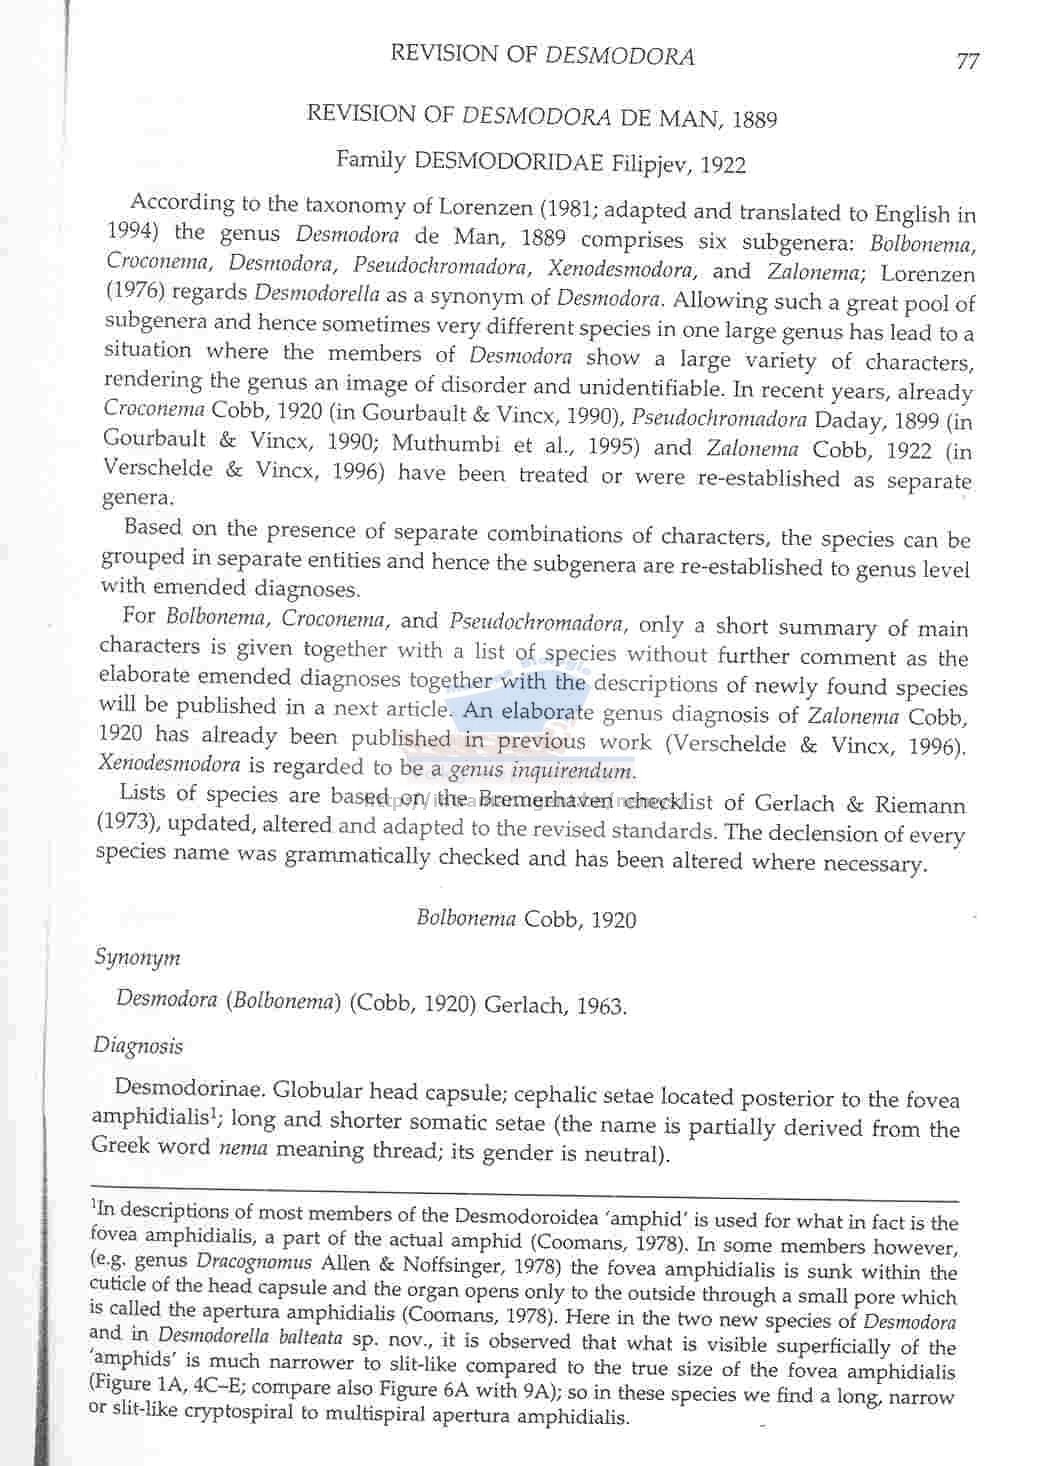 REVISION OF DESMODORA 77
REVISION OF DESMODORA DE MAN, 1889
Family DESMODORIDAE Filipjev, 1922
According to the taxonomy of Lorenzen (1981; adapted and translated to English in
1994) the genus Desmodora de Man, 1889 comprises six subgenera: Bolbonema,
Croconema, Desmodora, Pseudochromadora, Xenodesmodora, and Zalonema; Lorenzen
(1976) regards Desmodorella as a synonym of Desmodora. Allowing such a great pool of
subgenera and hence sometimes very different species in one large genus has lead to a
situation where the members of Desmodora show a large variety of characters,
rendering the genus an image of disorder and unidentifiable. In recent years, already
Croconema Cobb, 1920 (in Gourbault & Vincx, 1990), Pseudochromadora Daday, 1899 (in
Gourbault & Vincx, 1990; Muthumbi et al., 1995) and Zalonema Cobb, 1922 (in
Verschelde & Vincx, 1996) have been treated or were re-established as separate
genera.
Based on the presence of separate combinations of characters, the species can be
grouped in separate entities and hence the subgenera are re-established to genus level
with emended diagnoses.
For Bolbonema, Croconema, and Pseudochromadora, only a short summary of main
characters is given together with a list of species without further comment as the
elaborate emended diagnoses together with the descriptions of newly found species
will be published in a next article. An elaborate genus diagnosis of Zalonema Cobb,
1920 has already been published in previous work (Verschelde & Vincx, 1996).
Xenodesmodora is regarded to be a genus inquirendum.
Lists of species are based on the Bremerhaven checklist of Gerlach & Riemann
(1973), updated, altered and adapted to the revised standards. The declension of every
species name was grammatically checked and has been altered where necessary.
Bolbonema Cobb, 1920
Synonym
Desmodora (Bolbonema) (Cobb, 1920) Gerlach, 1963.
Diagnosis
Desmodorinae. Globular head capsule; cephalic setae located posterior to the fovea
amphidialis¹; long and shorter somatic setae (the name is partially derived from the
Greek word nema meaning thread; its gender is neutral).
¹In descriptions of most members of the Desmodoroidea ‘amphid’ is used for what in fact is the
fovea amphidialis, a part of the actual amphid (Coomans, 1978). In some members however,
(e.g. genus Dracognomus Allen & Noffsinger, 1978) the fovea amphidialis is sunk within the
cuticle of the head capsule and the organ opens only to the outside through a small pore which
is called the apertura amphidialis (Coomans, 1978). Here in the two new species of Desmodora
and in Desmodorella balteata sp. nov., it is observed that what is visible superficially of the
‘amphids’ is much narrower to slit-like compared to the true size of the fovea amphidialis
(Figure 1A, 4C–E; compare also Figure 6A with 9A); so in these species we find a long, narrow
or slit-like cryptospiral to multispiral apertura amphidialis.